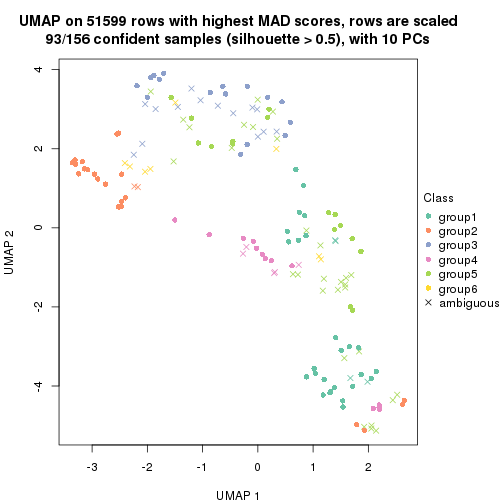 UMAP on 51599 rows with highest MAD scores, rows are scaled
93/156 confident samples (silhouette > 0.5), with 10 PCs
4
2
0
-2
-4
UMAP 2
-3
-2
-1
0
1
2
UMAP 1
Class
group1
group2
group3
group4
group5
group6
ambiguous